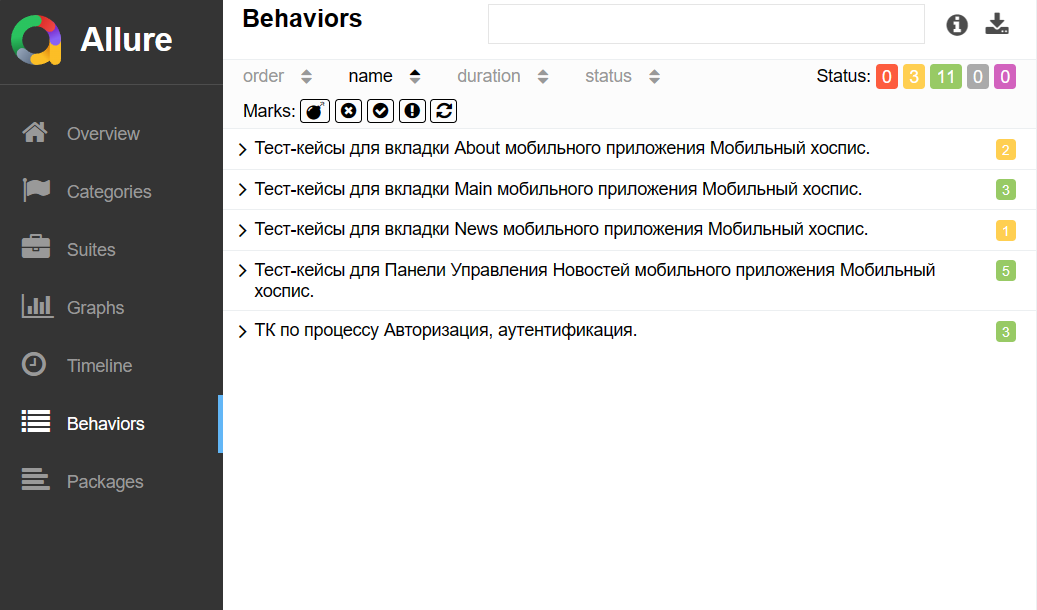 Allure
Overview
Categories
Suites
Graphs
Timeline
Behaviors
Packages
Behaviors
order name duration status Status: 0 3 11 0 0
Marks:
Тест-кейсы для вкладки About мобильного приложения Мобильный хоспис. 2
Тест-кейсы для вкладки Main мобильного приложения Мобильный хоспис. 3
Тест-кейсы для вкладки News мобильного приложения Мобильный хоспис. 1
Тест-кейсы для Панели Управления Новостей мобильного приложения Мобильный 5
хоспис.
ТК по процессу Авторизация, аутентификация. 3